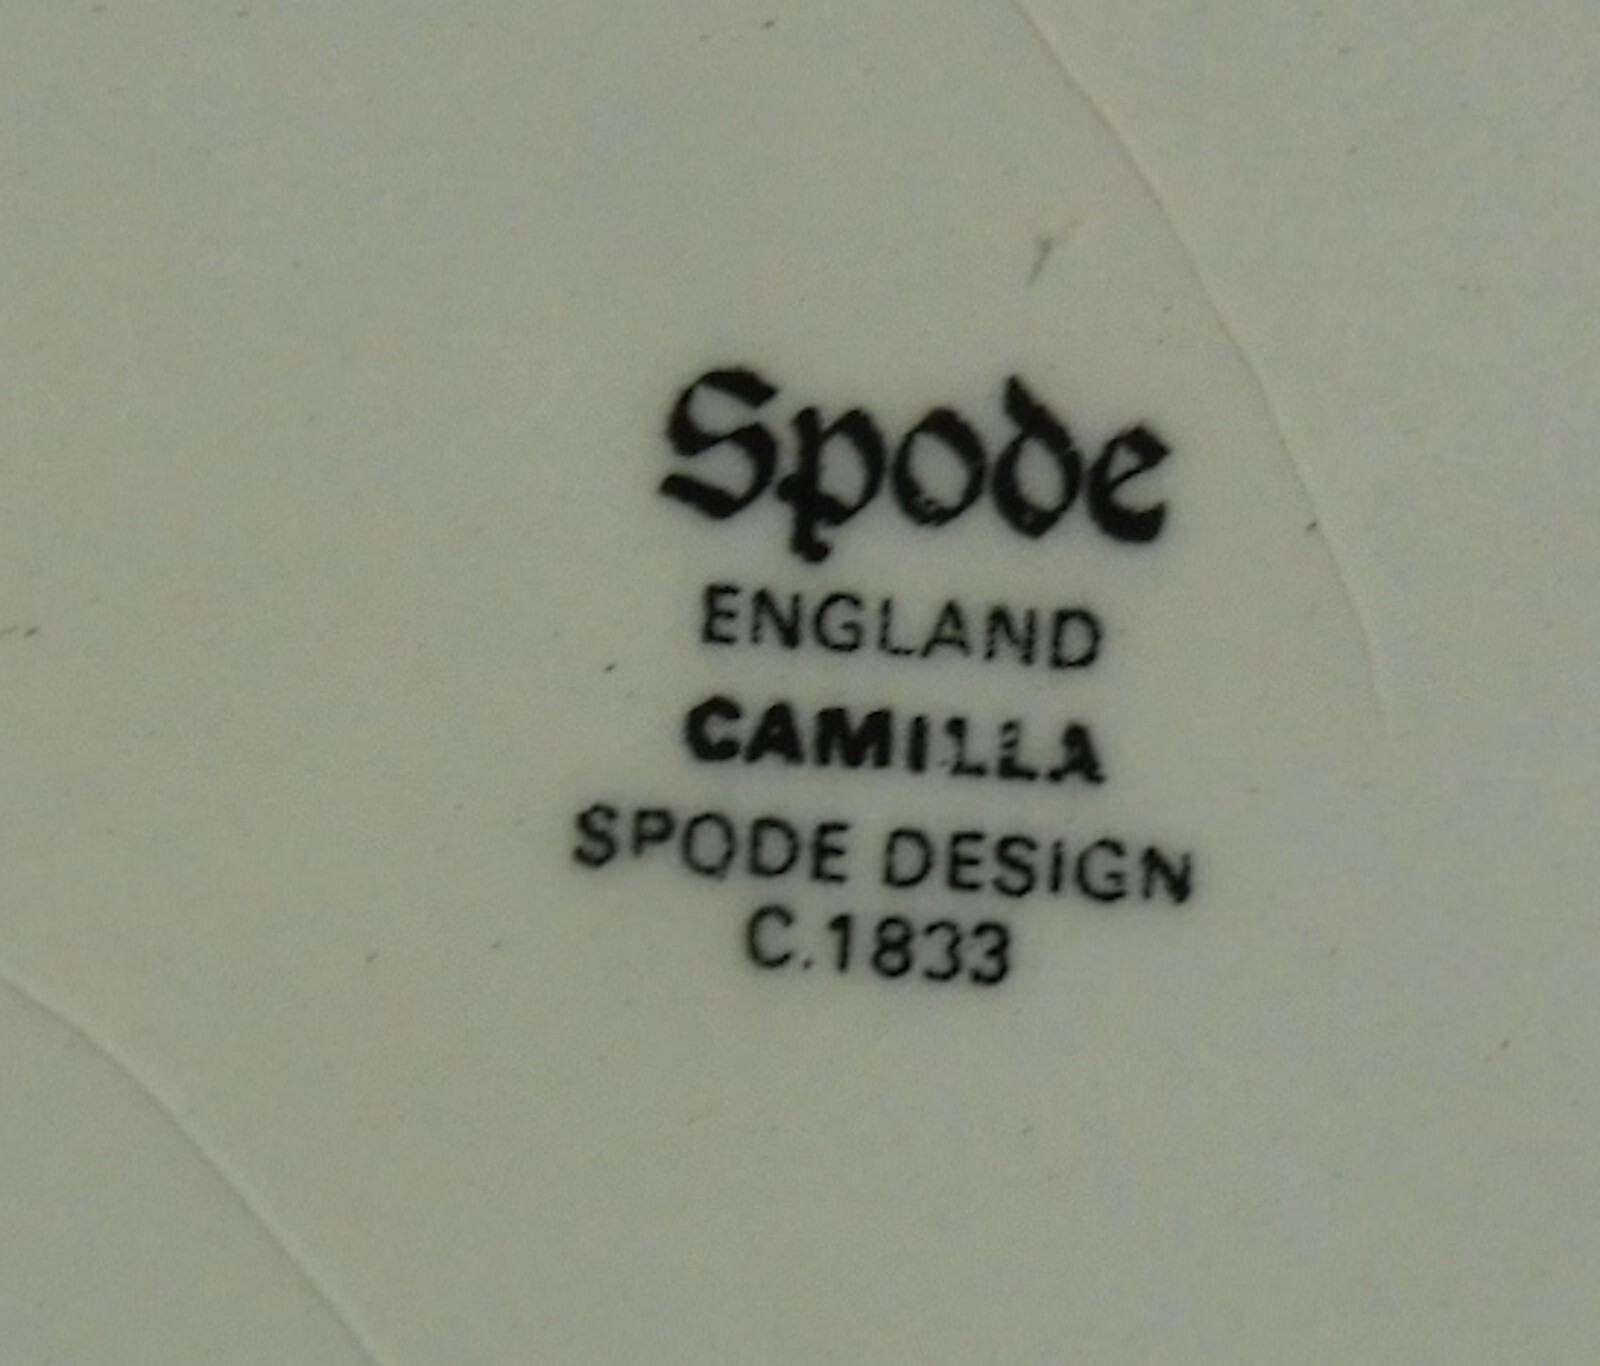 Spode
ENGLAND
CAMILLA
SPODE DESIGN
C.1833